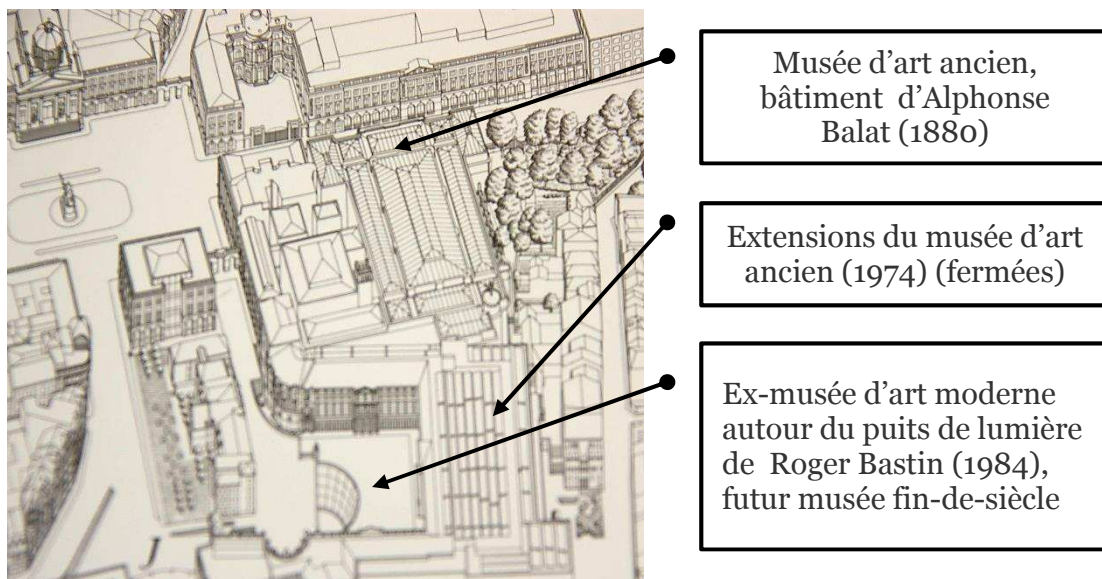 Musée d’art ancien,
bâtiment d’Alphonse
Balat (1880)
Extensions du musée d’art
ancien (1974) (fermées)
Ex-musée d’art moderne
autour du puits de lumière
de Roger Bastin (1984),
futur musée fin-de-siècle